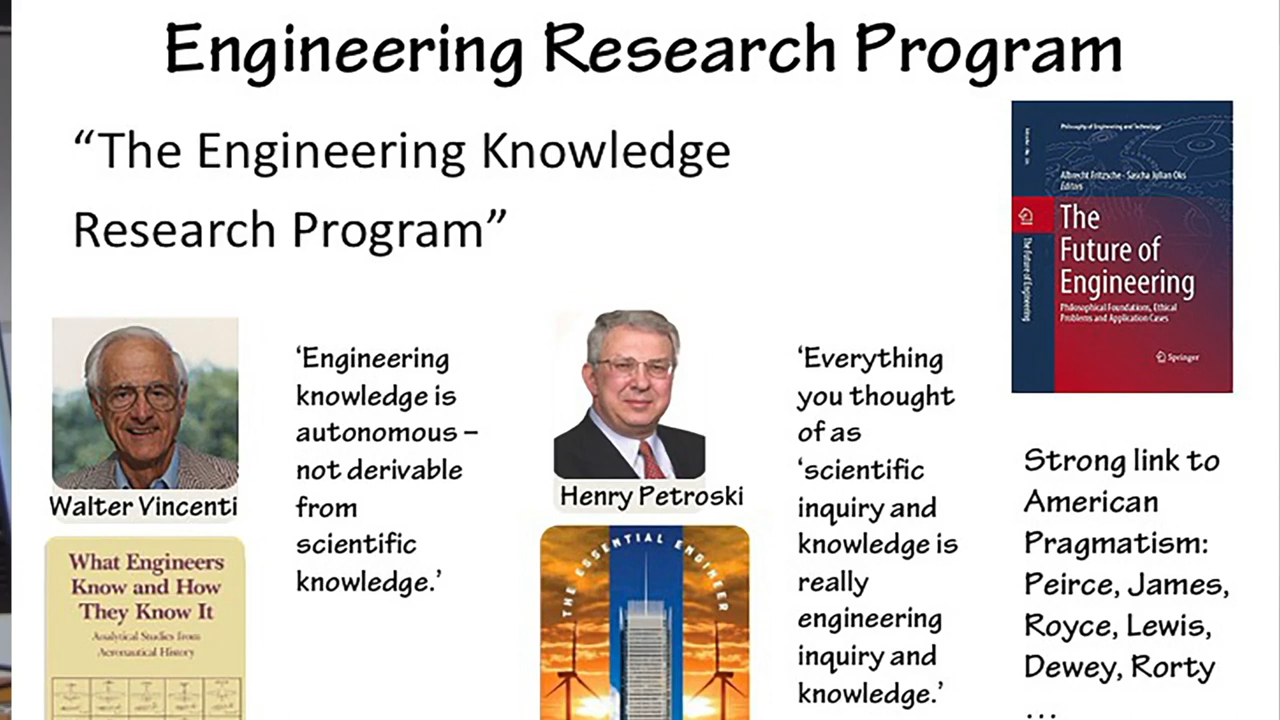 Engineering Research Program
“The Engineering Knowledge
Research Program”
Walter Vincenti
What Engineers
Know and How
They Know It
Analytical Studies from
Aeronautical History
‘Engineering
knowledge is
autonomous –
not derivable
from
scientific
knowledge.’
Henry Petroski
THE ESSENTIAL ENGINEER
‘Everything
you thought
of as
‘scientific
inquiry and
knowledge is
really
engineering
inquiry and
knowledge.’
Philosophy of Engineering and Technology
Albrecht Fritzsche · Sascha Julian Oks
Editors
The
Future of
Engineering
Philosophical Foundations, Ethical
Problems and Application Cases
Springer
The Future of Engineering
Strong link to
American
Pragmatism:
Peirce, James,
Royce, Lewis,
Dewey, Rorty
...